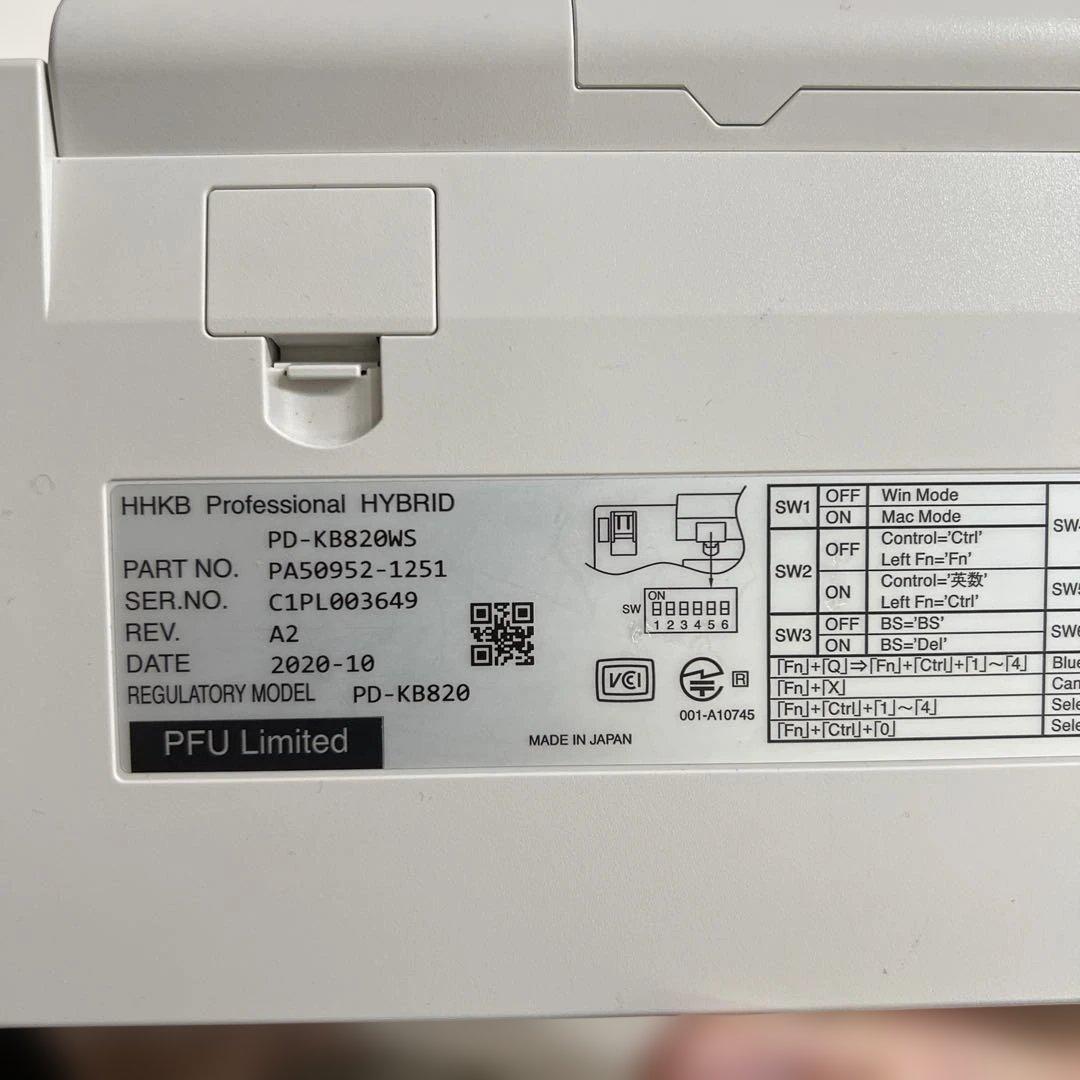 HHKB Professional HYBRID
PD-KB820WS
PART NO. PA50952-1251
SER.NO. C1PL003649
REV. A2
DATE 2020-10
REGULATORY MODEL PD-KB820
PFU Limited
MADE IN JAPAN
SW
ON
1 2 3 4 5 6
VCI
R
001-A10745
SW1 OFF Win Mode
ON Mac Mode
SW2 OFF Control='Ctrl'
Left Fn='Fn'
ON Control='英数'
Left Fn='Ctrl'
SW3 OFF BS='BS'
ON BS='Del'
「Fn」+「Q」⇒「Fn」+「Ctrl」+「1」～「4」
「Fn」+「X」
「Fn」+「Ctrl」+「1」～「4」
「Fn」+「Ctrl」+「0」